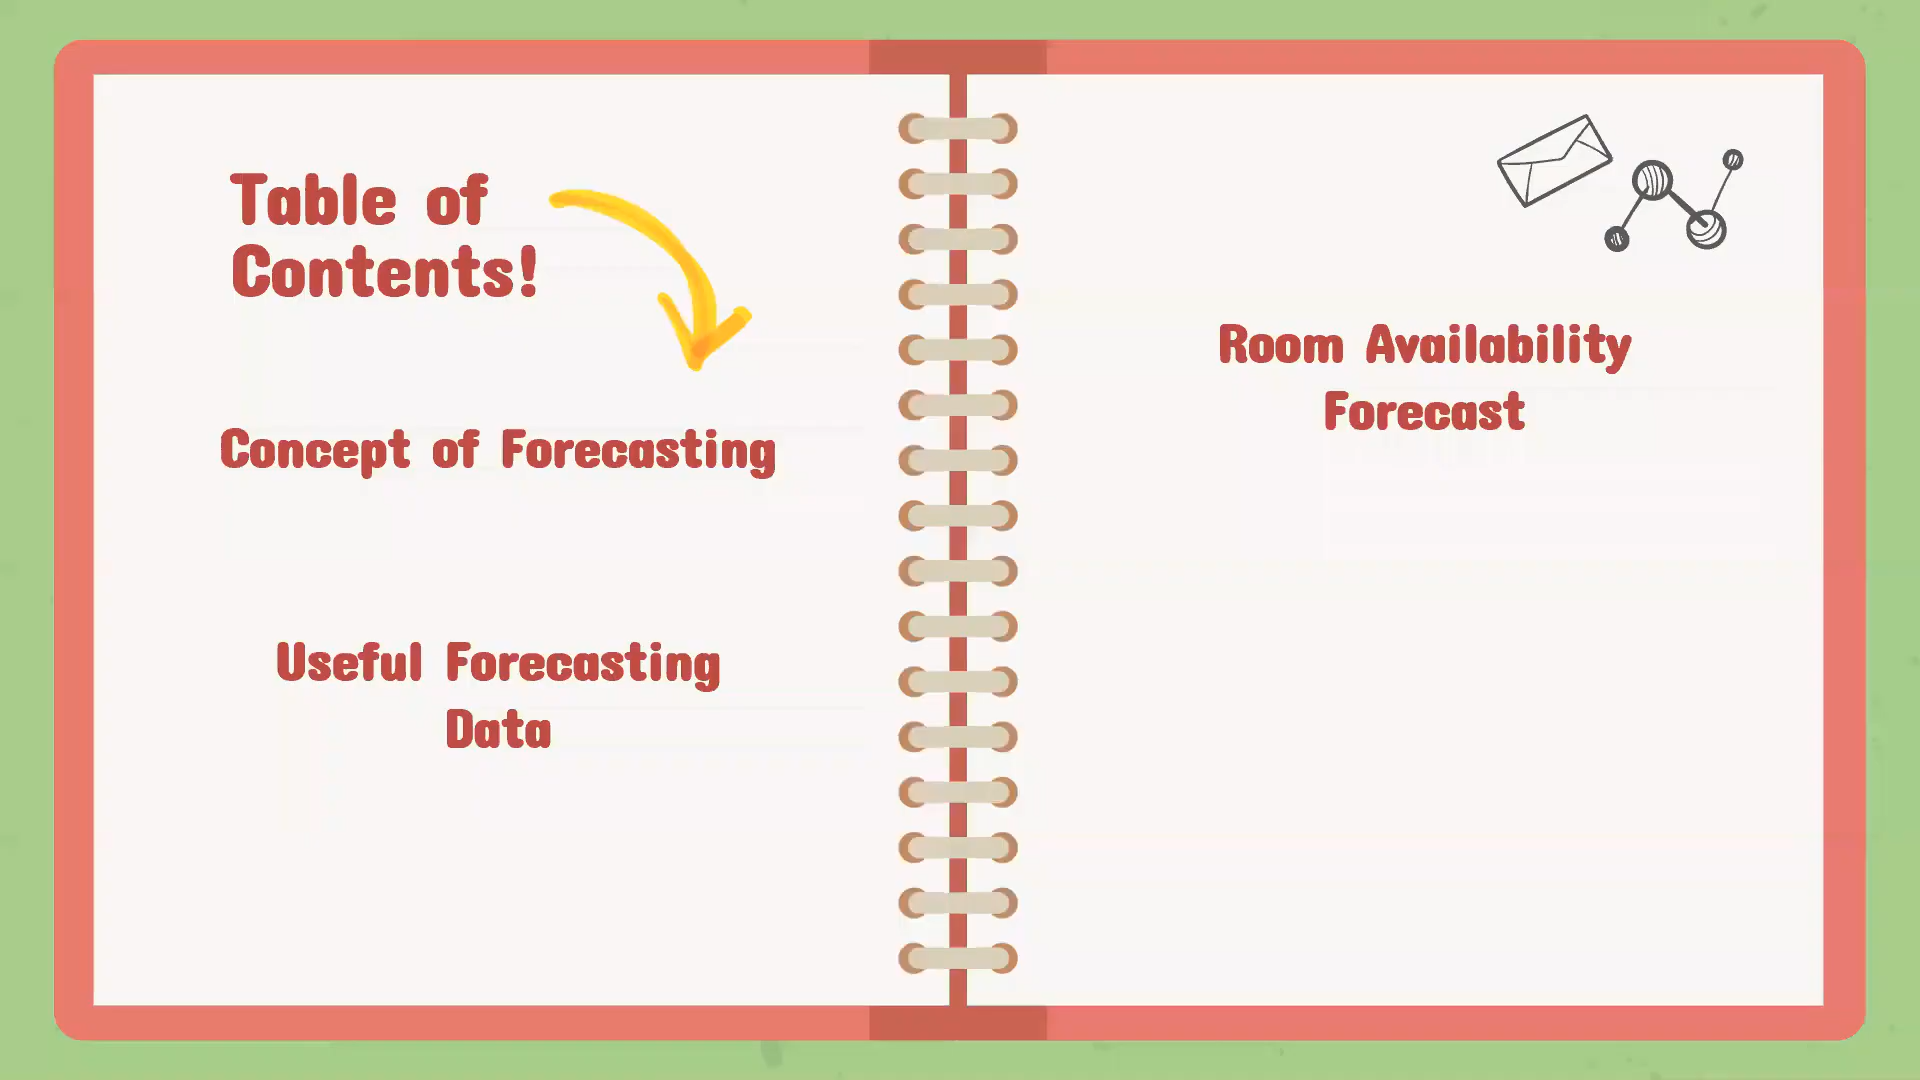 Table of
Contents!
Concept of Forecasting
Useful Forecasting
Data
Room Availability
Forecast